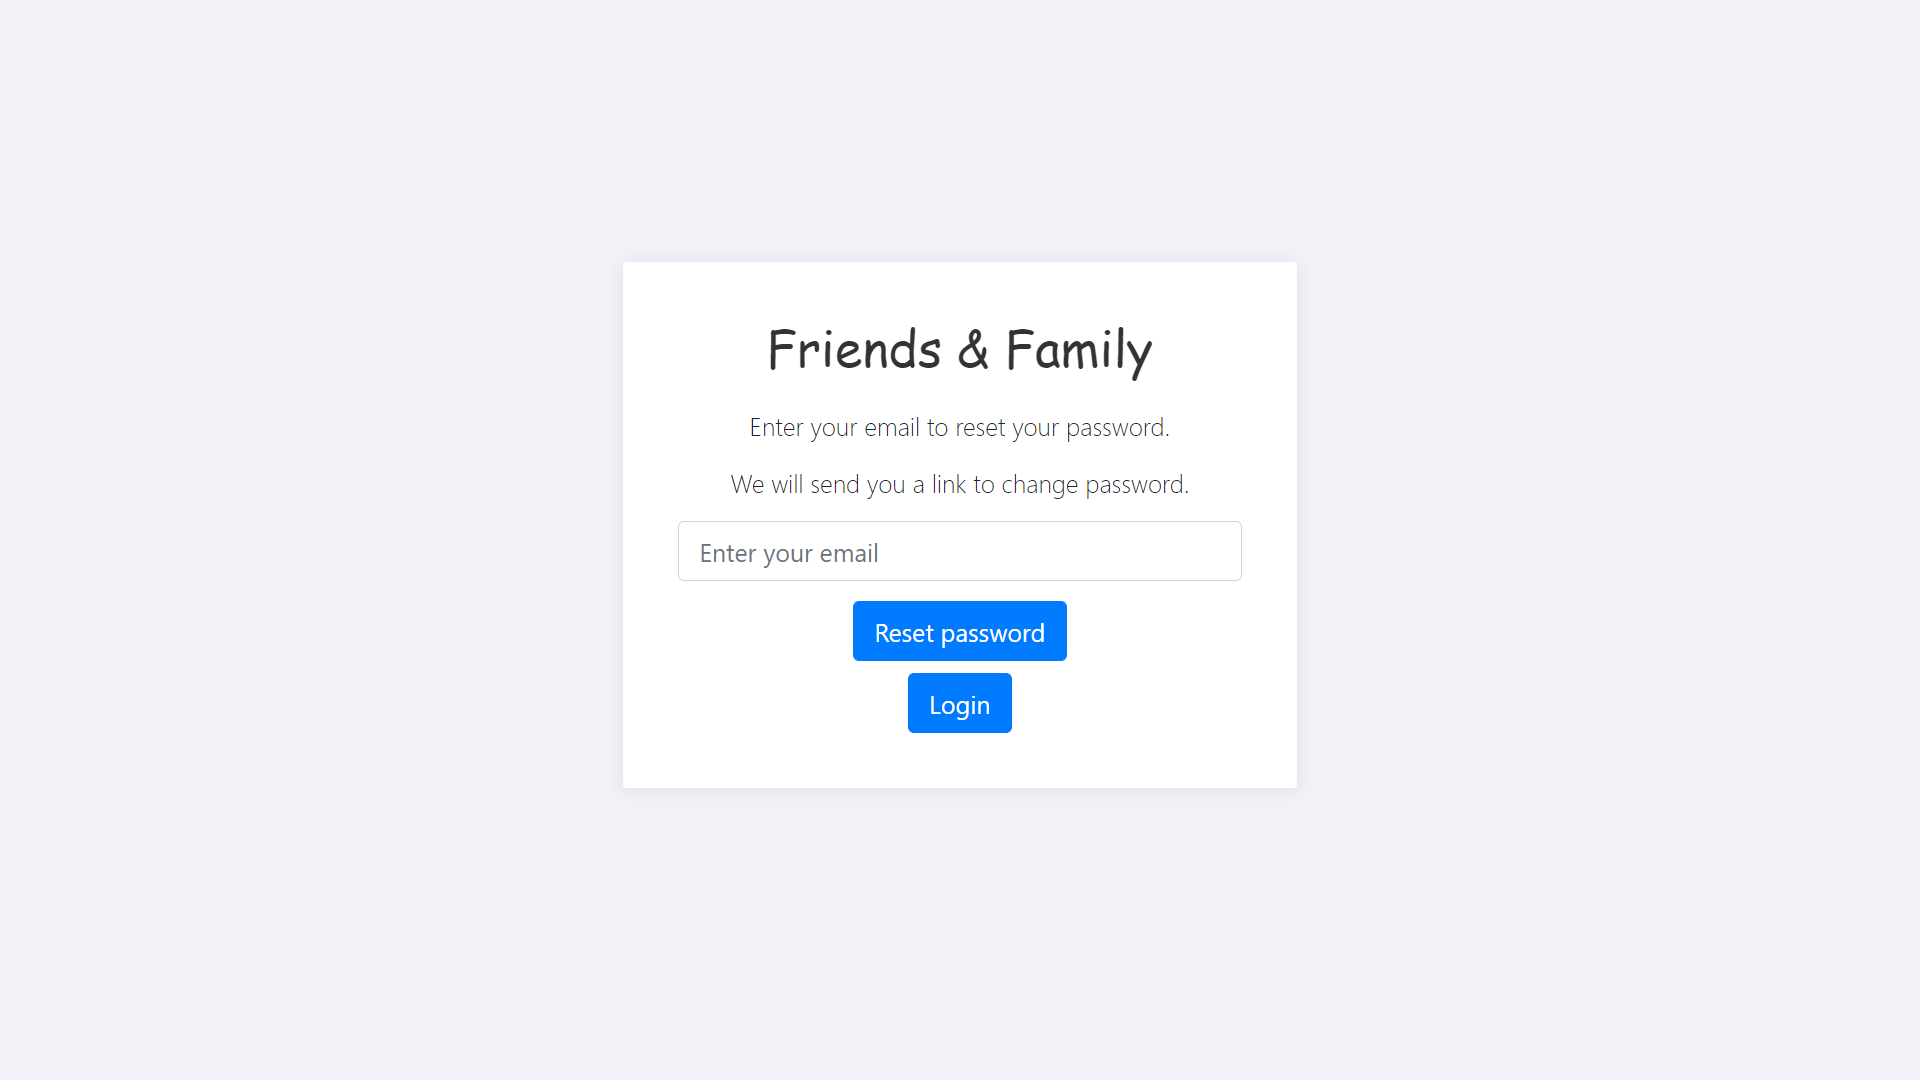 Friends & Family
Enter your email to reset your password.
We will send you a link to change password.
Enter your email
Reset password
Login